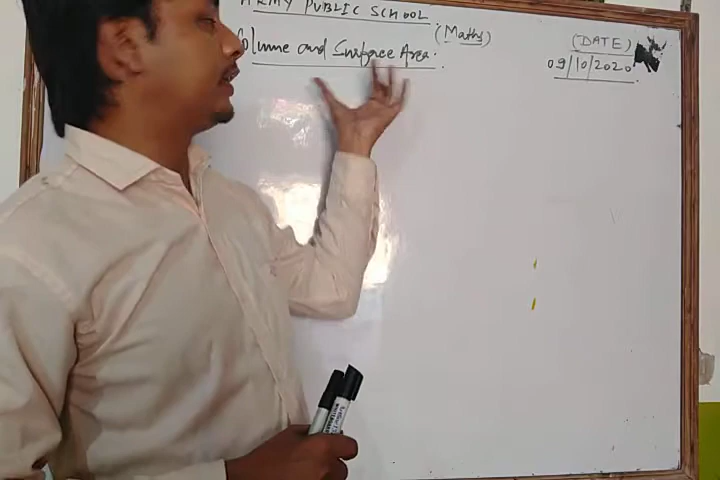 ARMY PUBLIC SCHOOL.
(Maths)
Volume and Surface Area.
(DATE)
09/10/2020